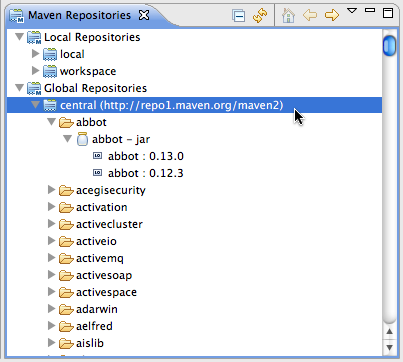 Maven Repositories
Local Repositories
local
workspace
Global Repositories
central (http://repo1.maven.org/maven2)
abbot
abbot - jar
abbot : 0.13.0
abbot : 0.12.3
acegisecurity
activation
activecluster
activeio
activemq
activesoap
activespace
adarwin
aelfred
aislib